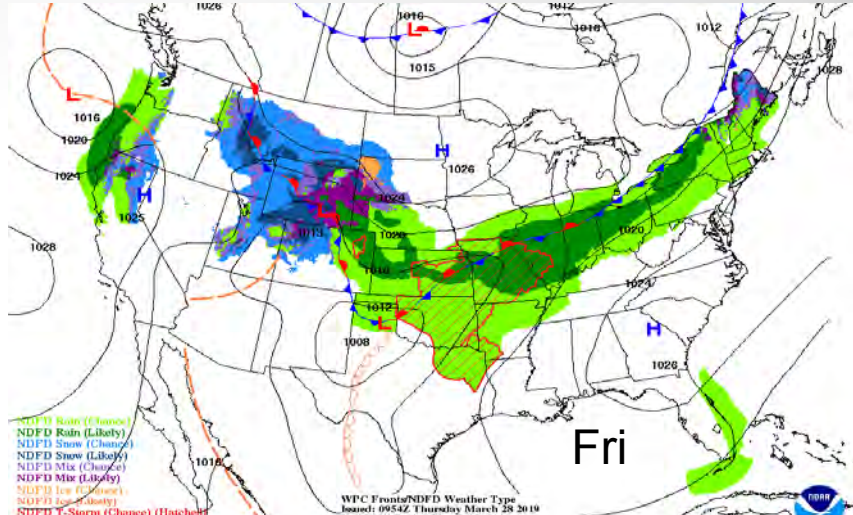 1026
1016
L
1012
1012
1016
1015
1028
L
1016
1020
H
1026
1024
1024
H
1025
L
1013
1020
1020
1028
1010
1024
1012
L
H
1008
1026
1016
Fri
NDFD Rain (Chance)
NDFD Rain (Likely)
NDFD Snow (Chance)
NDFD Snow (Likely)
NDFD Mix (Chance)
NDFD Mix (Likely)
NDFD Ice (Chance)
NDFD Ice (Likely)
NDFD T-Storm (Chance) (Hatched)
WPC Fronts/NDFD Weather Type
Issued: 0954Z Thursday March 28 2019
NOAA